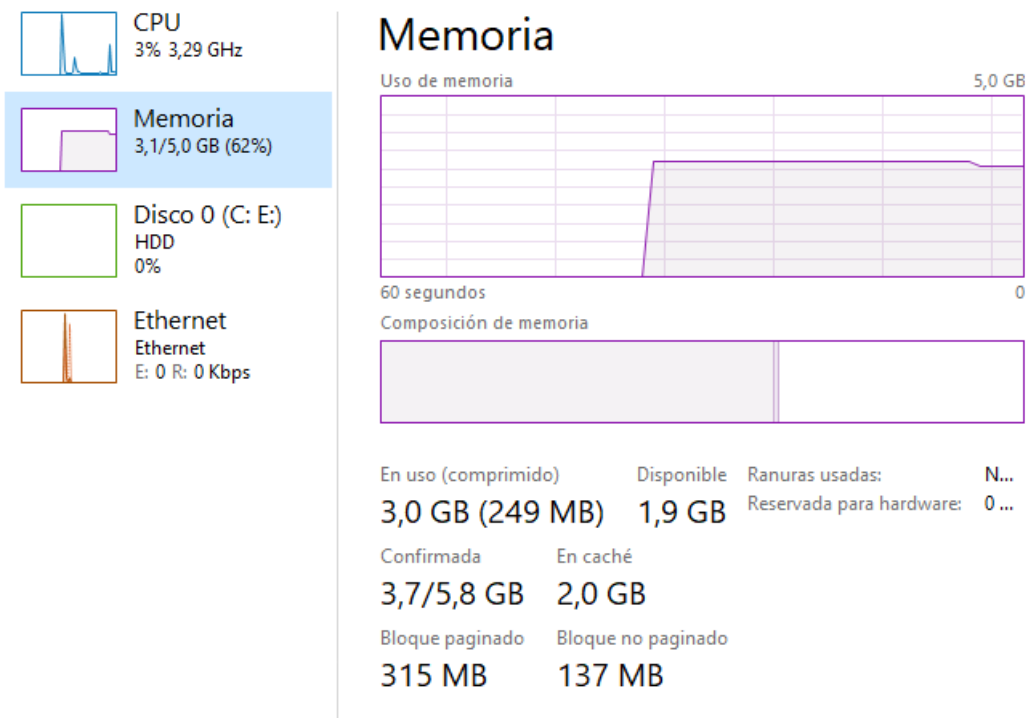 CPU
3% 3,29 GHz
Memoria
3,1/5,0 GB (62%)
Disco 0 (C: E:)
HDD
0%
Ethernet
Ethernet
E: 0 R: 0 Kbps
Memoria
Uso de memoria 5,0 GB
60 segundos 0
Composición de memoria
En uso (comprimido) Disponible Ranuras usadas: N...
3,0 GB (249 MB) 1,9 GB Reservada para hardware: 0 ...
Confirmada En caché
3,7/5,8 GB 2,0 GB
Bloque paginado Bloque no paginado
315 MB 137 MB